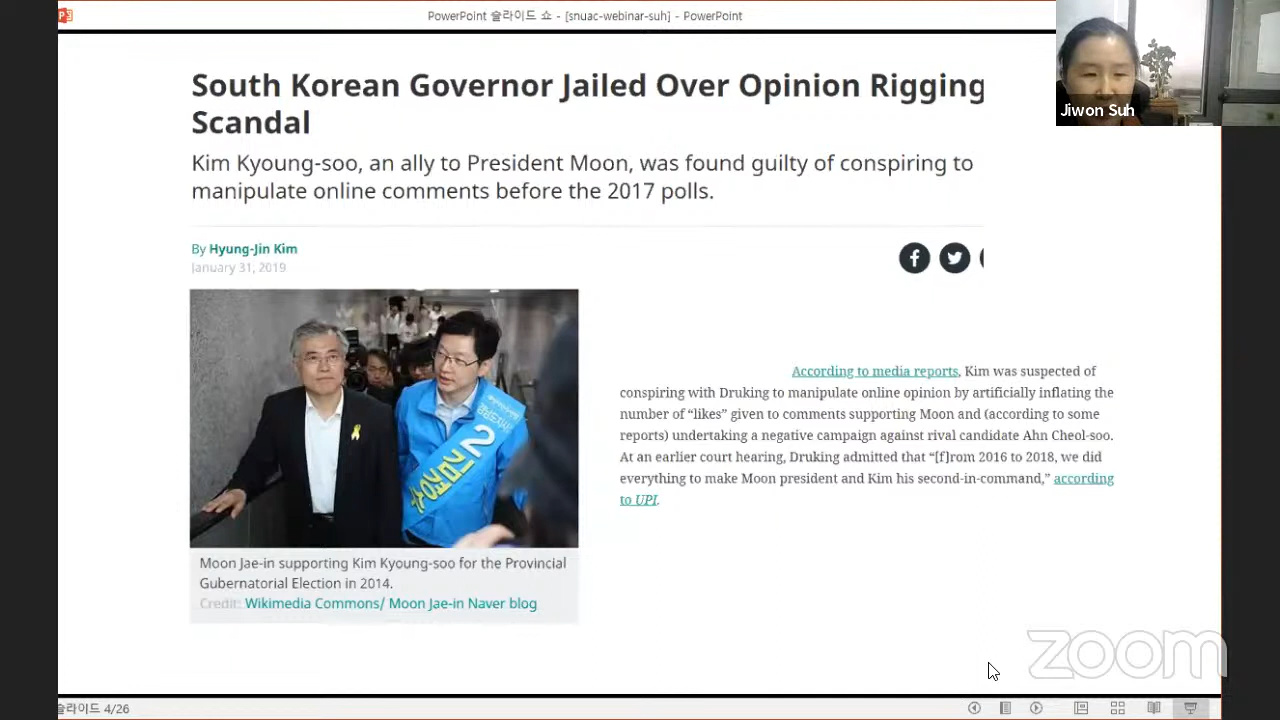 PowerPoint 슬라이드 쇼 - [snuac-webinar-suh] - PowerPoint
Jiwon Suh
South Korean Governor Jailed Over Opinion Rigging
Scandal
Kim Kyoung-soo, an ally to President Moon, was found guilty of conspiring to
manipulate online comments before the 2017 polls.
By Hyung-Jin Kim
January 31, 2019
2 김경수
According to media reports, Kim was suspected of
conspiring with Druking to manipulate online opinion by artificially inflating the
number of “likes” given to comments supporting Moon and (according to some
reports) undertaking a negative campaign against rival candidate Ahn Cheol-soo.
At an earlier court hearing, Druking admitted that “[f]rom 2016 to 2018, we did
everything to make Moon president and Kim his second-in-command,” according
to UPI.
Moon Jae-in supporting Kim Kyoung-soo for the Provincial
Gubernatorial Election in 2014.
Credit: Wikimedia Commons/ Moon Jae-in Naver blog
zoom
슬라이드 4/26